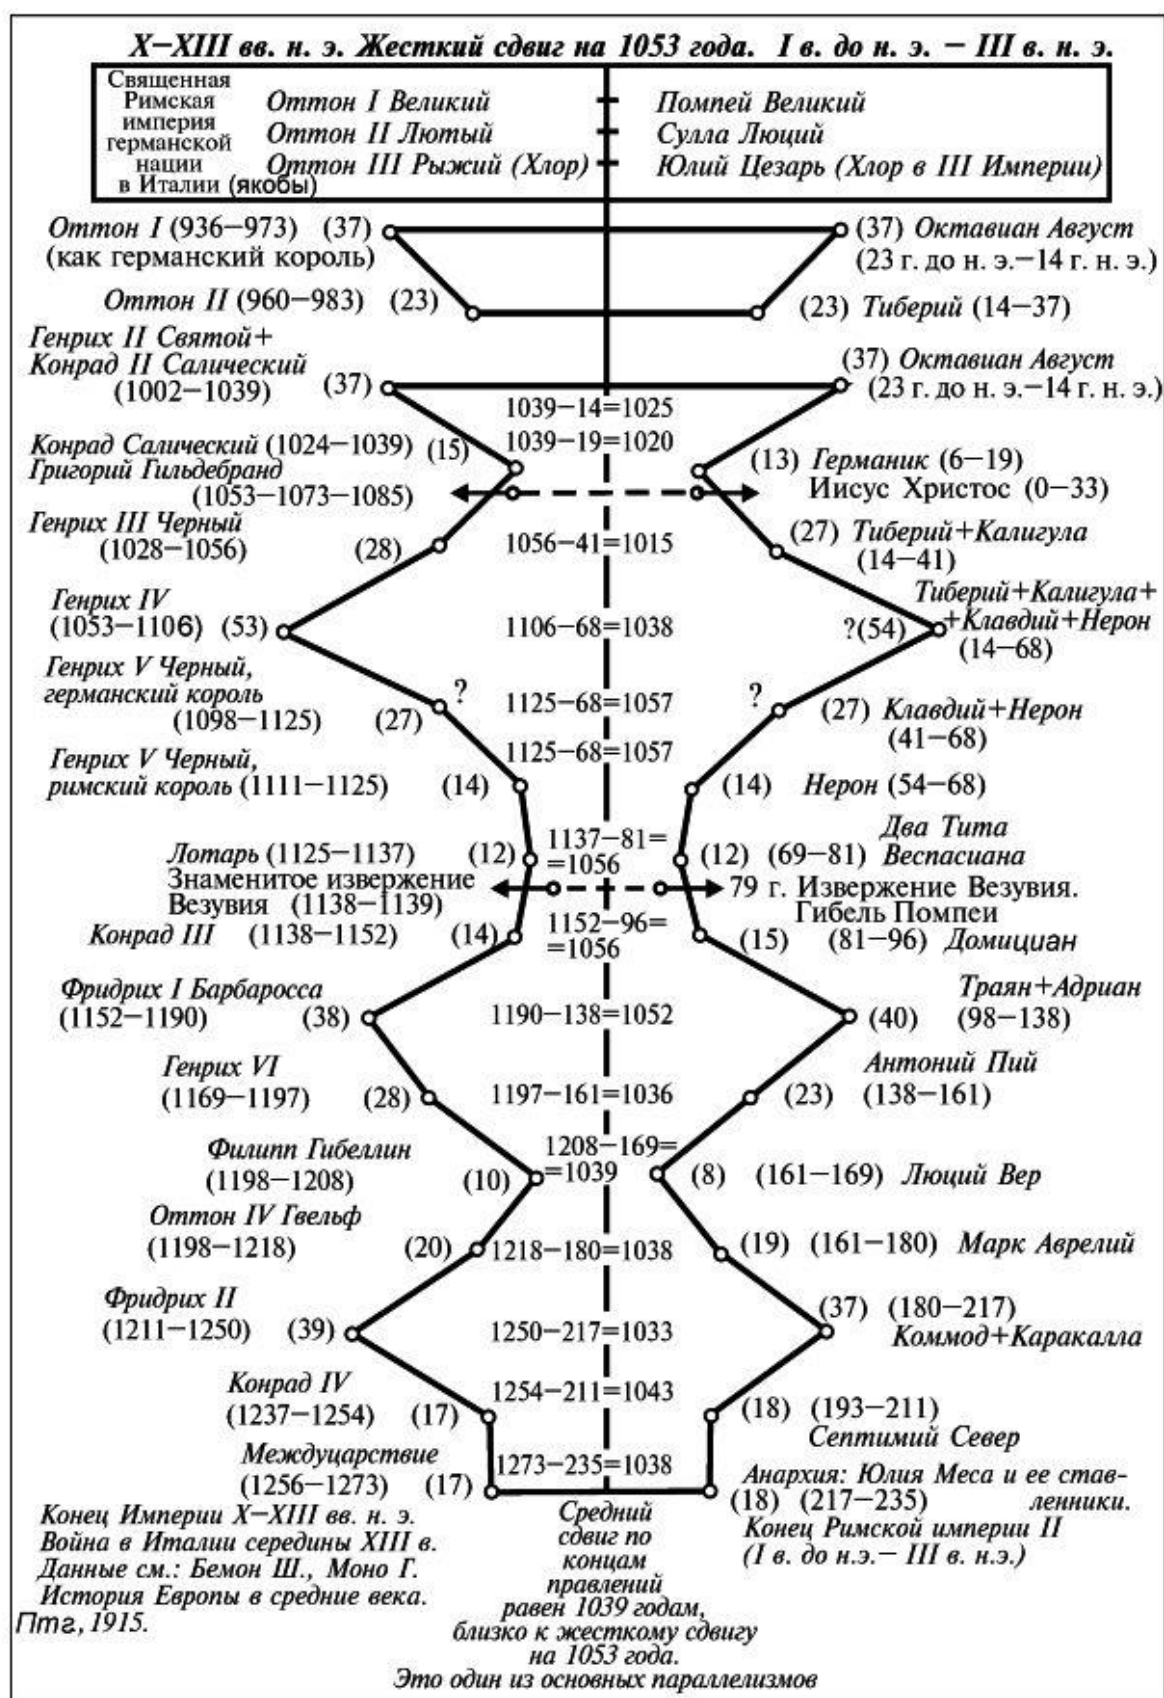 X–XIII вв. н. э. Жесткий сдвиг на 1053 года. I в. до н. э. – III в. н. э.
Священная
Римская
империя
германской
нации
в Италии (якобы)
Оттон I Великий
Оттон II Лютый
Оттон III Рыжий (Хлор)
Помпей Великий
Сулла Люций
Юлий Цезарь (Хлор в III Империи)
Оттон I (936–973) (37)
(как германский король)
(37) Октавиан Август
(23 г. до н. э.–14 г. н. э.)
Оттон II (960–983) (23)
(23) Тиберий (14–37)
Генрих II Святой+
Конрад II Салический
(1002–1039) (37)
(37) Октавиан Август
(23 г. до н. э.–14 г. н. э.)
1039–14=1025
Конрад Салический (1024–1039) (15)
1039–19=1020
(13) Германик (6–19)
Григорий Гильдебранд
(1053–1073–1085)
Иисус Христос (0–33)
Генрих III Черный
(1028–1056) (28)
1056–41=1015
(27) Тиберий+Калигула
(14–41)
Генрих IV
(1053–1106) (53)
1106–68=1038
Тиберий+Калигула+
?(54) +Клавдий+Нерон
(14–68)
Генрих V Черный,
германский король
(1098–1125) (27)
?
1125–68=1057
?
(27) Клавдий+Нерон
(41–68)
Генрих V Черный,
римский король (1111–1125) (14)
1125–68=1057
(14) Нерон (54–68)
Лотарь (1125–1137) (12)
1137–81=
=1056
Два Тита
(12) (69–81) Веспасиана
Знаменитое извержение
Везувия (1138–1139)
79 г. Извержение Везувия.
Гибель Помпеи
Конрад III (1138–1152) (14)
1152–96=
=1056
(15) (81–96) Домициан
Фридрих I Барбаросса
(1152–1190) (38)
1190–138=1052
Траян+Адриан
(40) (98–138)
Генрих VI
(1169–1197) (28)
1197–161=1036
Антоний Пий
(23) (138–161)
Филипп Гибеллин
(1198–1208) (10)
1208–169=
=1039
(8) (161–169) Люций Вер
Оттон IV Гвельф
(1198–1218) (20)
1218–180=1038
(19) (161–180) Марк Аврелий
Фридрих II
(1211–1250) (39)
1250–217=1033
(37) (180–217)
Коммод+Каракалла
Конрад IV
(1237–1254) (17)
1254–211=1043
(18) (193–211)
Септимий Север
Междуцарствие
(1256–1273) (17)
1273–235=1038
Анархия: Юлия Меса и ее став-
(18) (217–235) ленники.
Конец Римской империи II
(I в. до н.э.– III в. н.э.)
Конец Империи X–XIII вв. н. э.
Война в Италии середины XIII в.
Данные см.: Бемон Ш., Моно Г.
История Европы в средние века.
Птг, 1915.
Средний
сдвиг по
концам
правлений
равен 1039 годам,
близко к жесткому сдвигу
на 1053 года.
Это один из основных параллелизмов